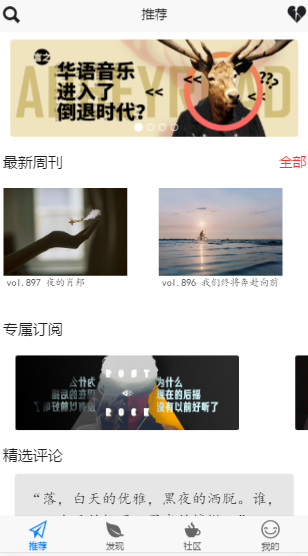 推荐
华语音乐
进入了
倒退时代?
<<
<<
??
<<
最新周刊
全部
vol.897 夜的肖邦
vol.896 我们终将奔赴向前
专属订阅
POST
为什么
现在的后摇
没有以前好听了
ROCK
精选评论
“落，白天的优雅，黑夜的洒脱。谁，
推荐
发现
社区
我的